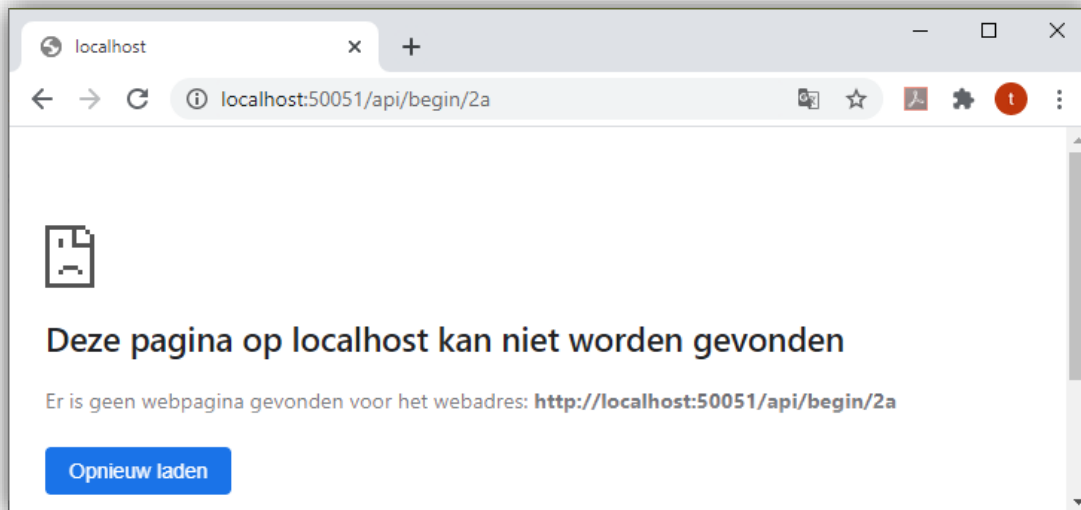 localhost
localhost:50051/api/begin/2a
t
Deze pagina op localhost kan niet worden gevonden
Er is geen webpagina gevonden voor het webadres: http://localhost:50051/api/begin/2a
Opnieuw laden